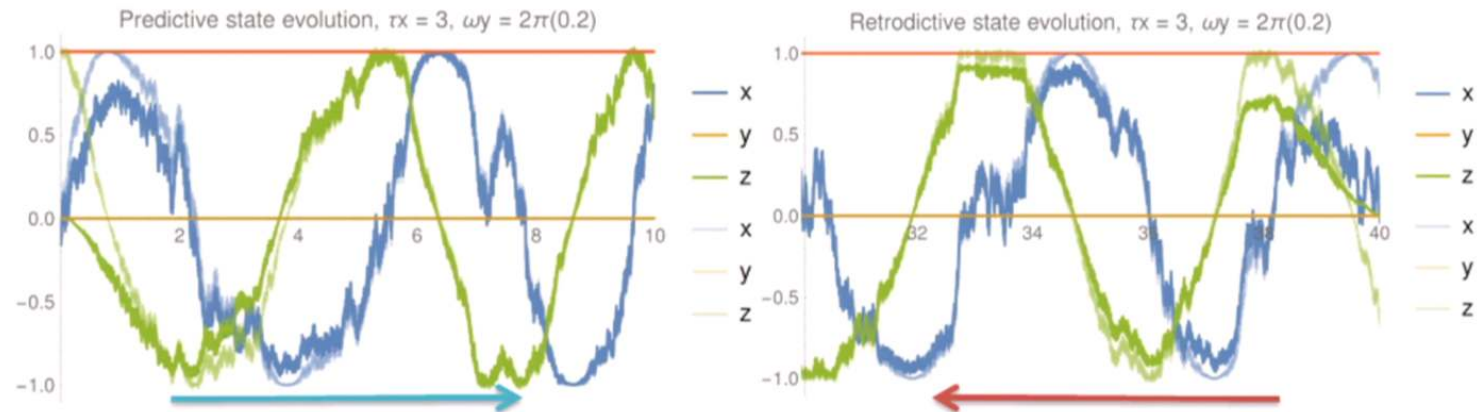 Predictive state evolution, τx = 3, ωy = 2π(0.2)
1.0
0.5
0.0
−0.5
−1.0
2
4
6
8
10
x
y
z
x
y
z
Retrodictive state evolution, τx = 3, ωy = 2π(0.2)
1.0
0.5
0.0
−0.5
−1.0
32
34
36
38
40
x
y
z
x
y
z